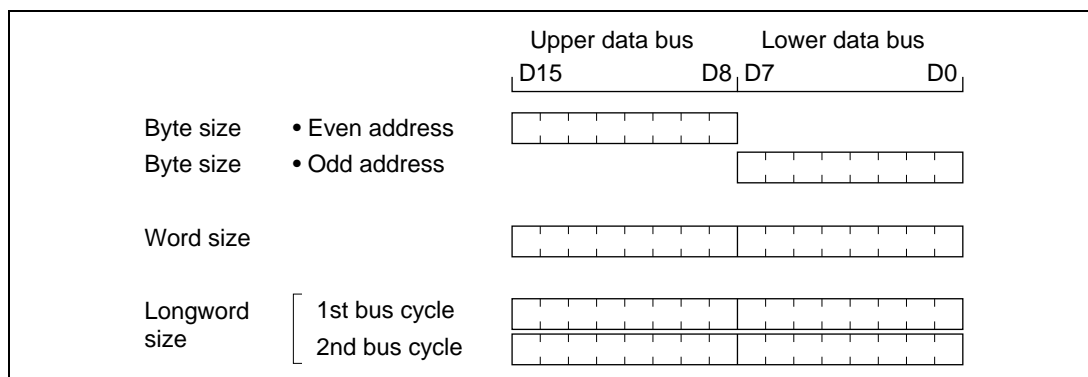 Upper data bus Lower data bus
D15 D8 D7 D0
Byte size • Even address
Byte size • Odd address
Word size
Longword size
1st bus cycle
2nd bus cycle